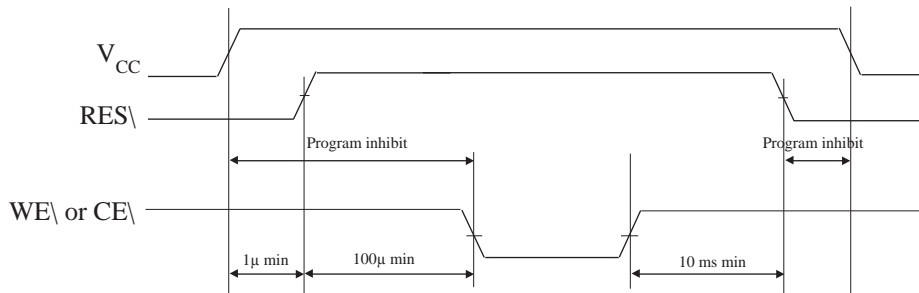 VCC
RES\
Program inhibit
Program inhibit
WE\ or CE\
1μ min
100μ min
10 ms min